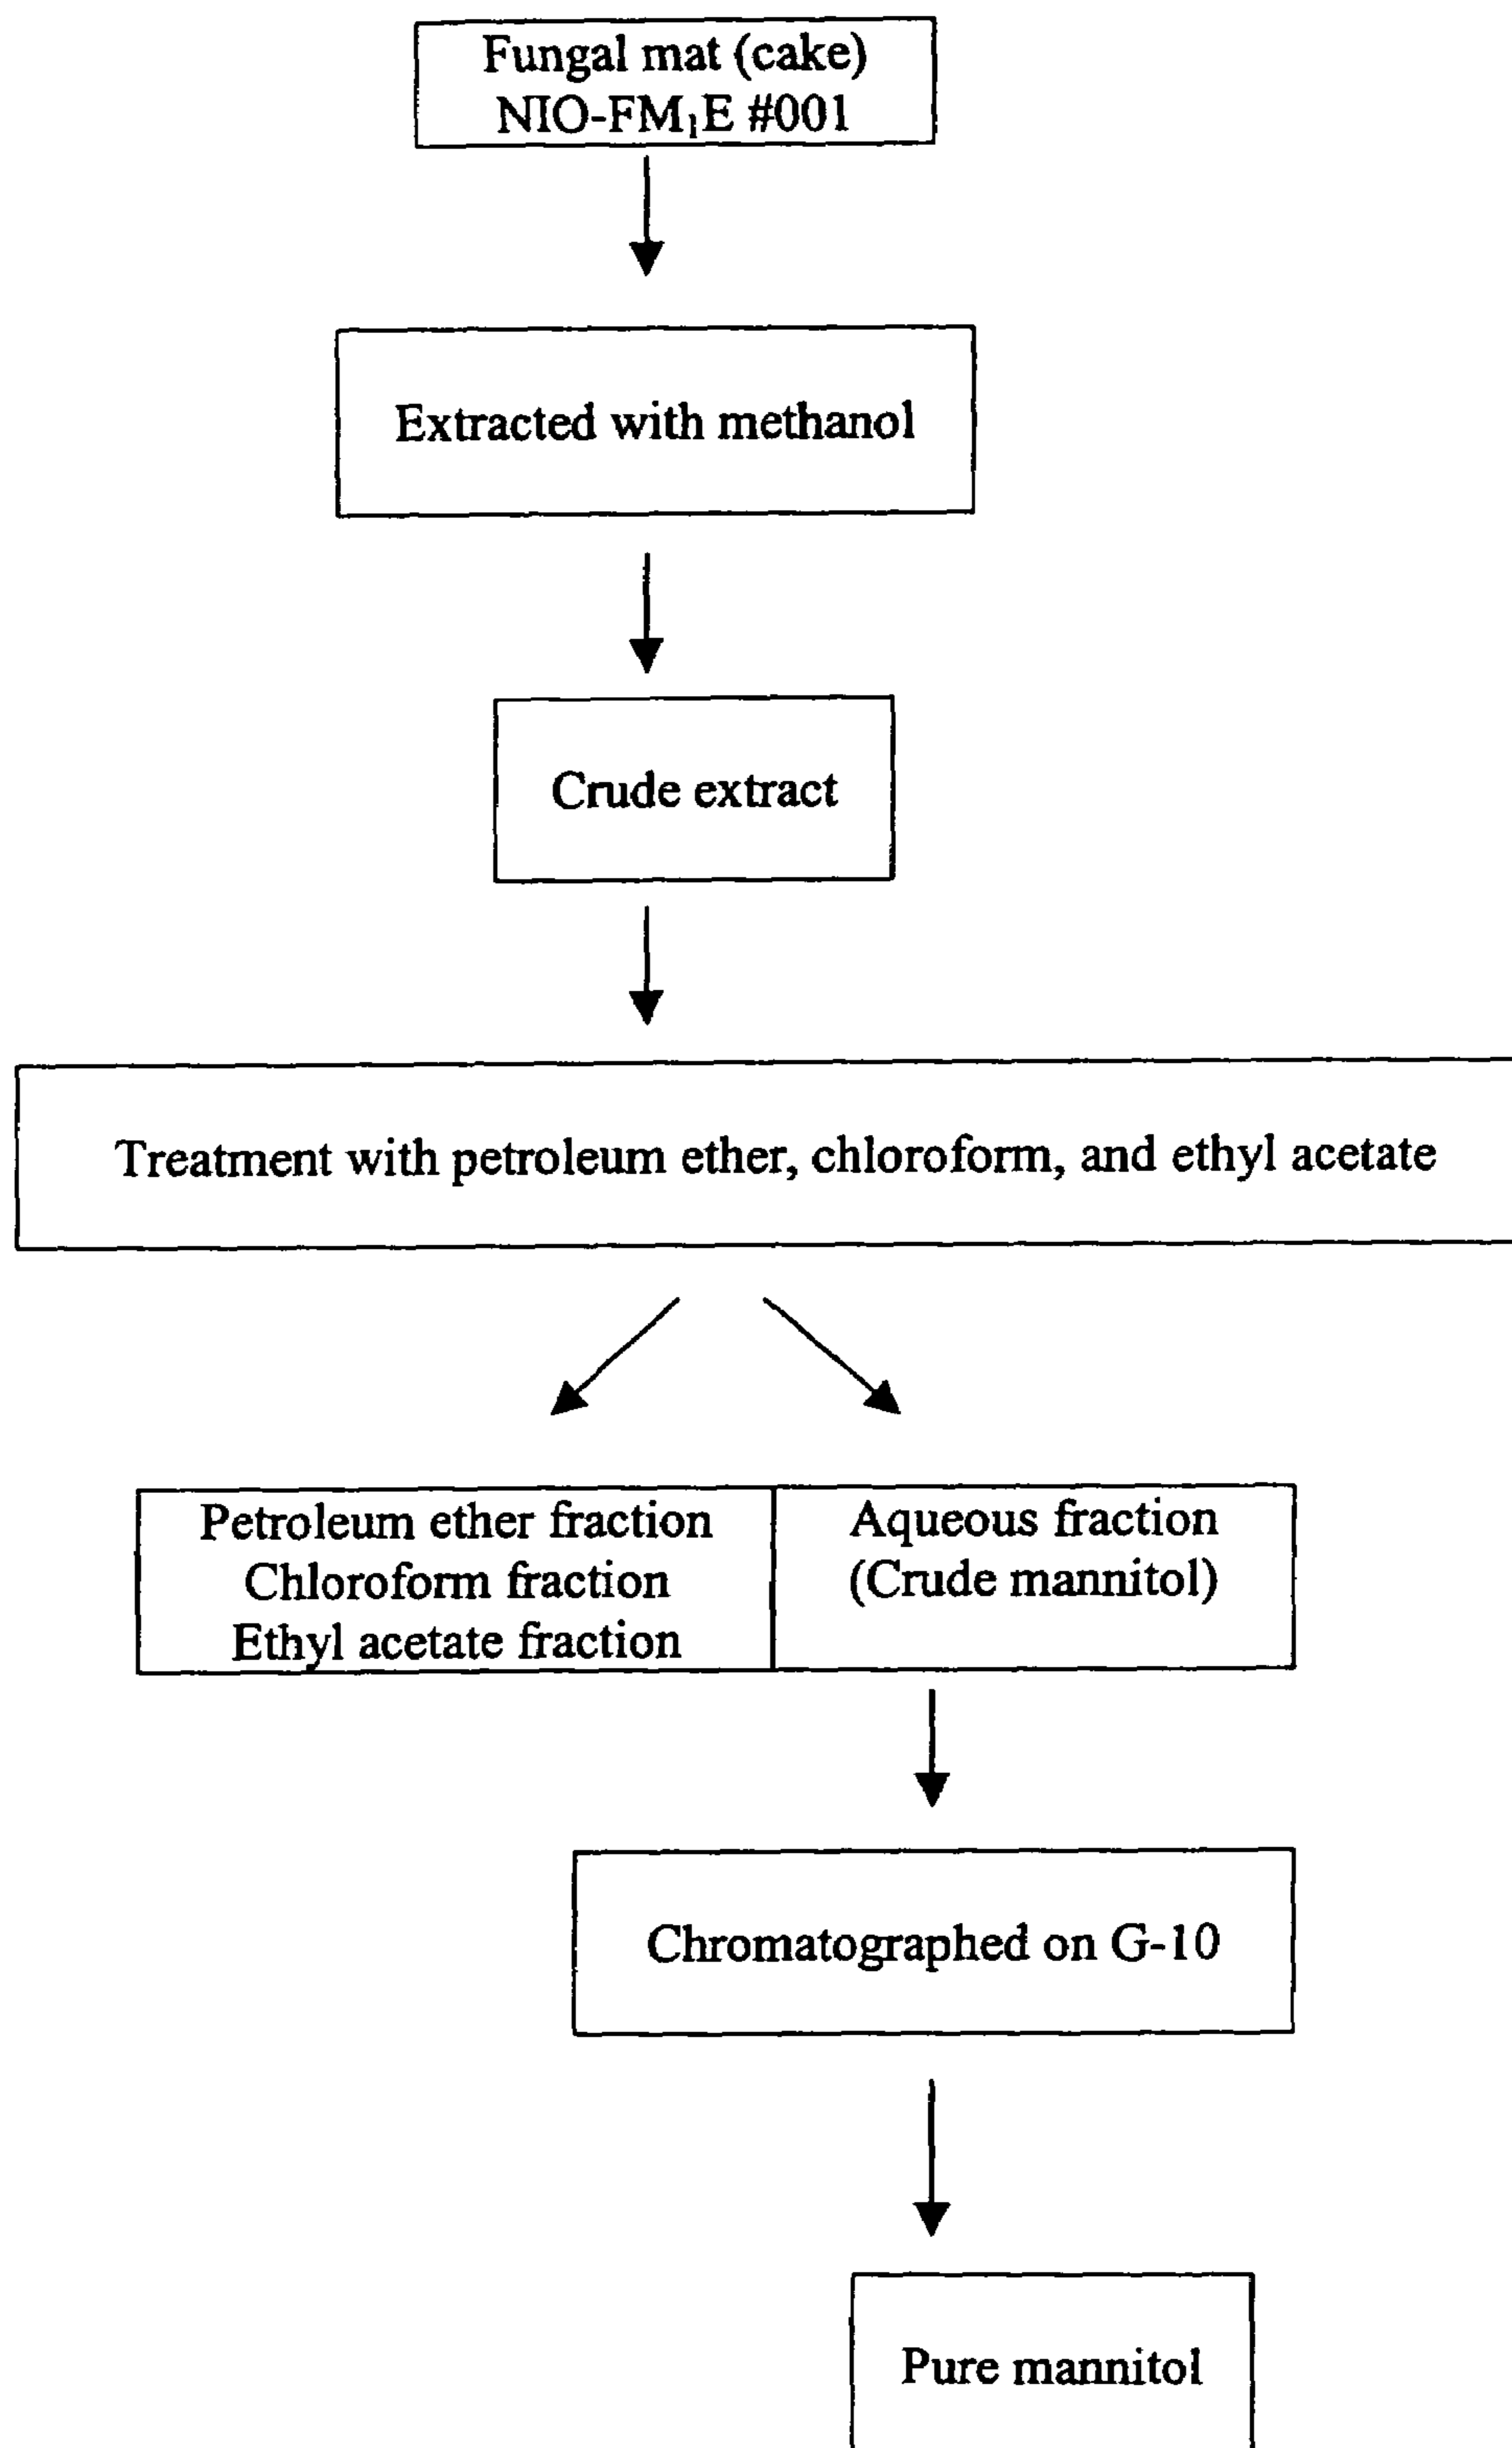 Fungal mat (cake)
NIO-FM₁E #001
Extracted with methanol
Crude extract
Treatment with petroleum ether, chloroform, and ethyl acetate
Petroleum ether fraction
Chloroform fraction
Ethyl acetate fraction
Aqueous fraction
(Crude mannitol)
Chromatographed on G-10
Pure mannitol